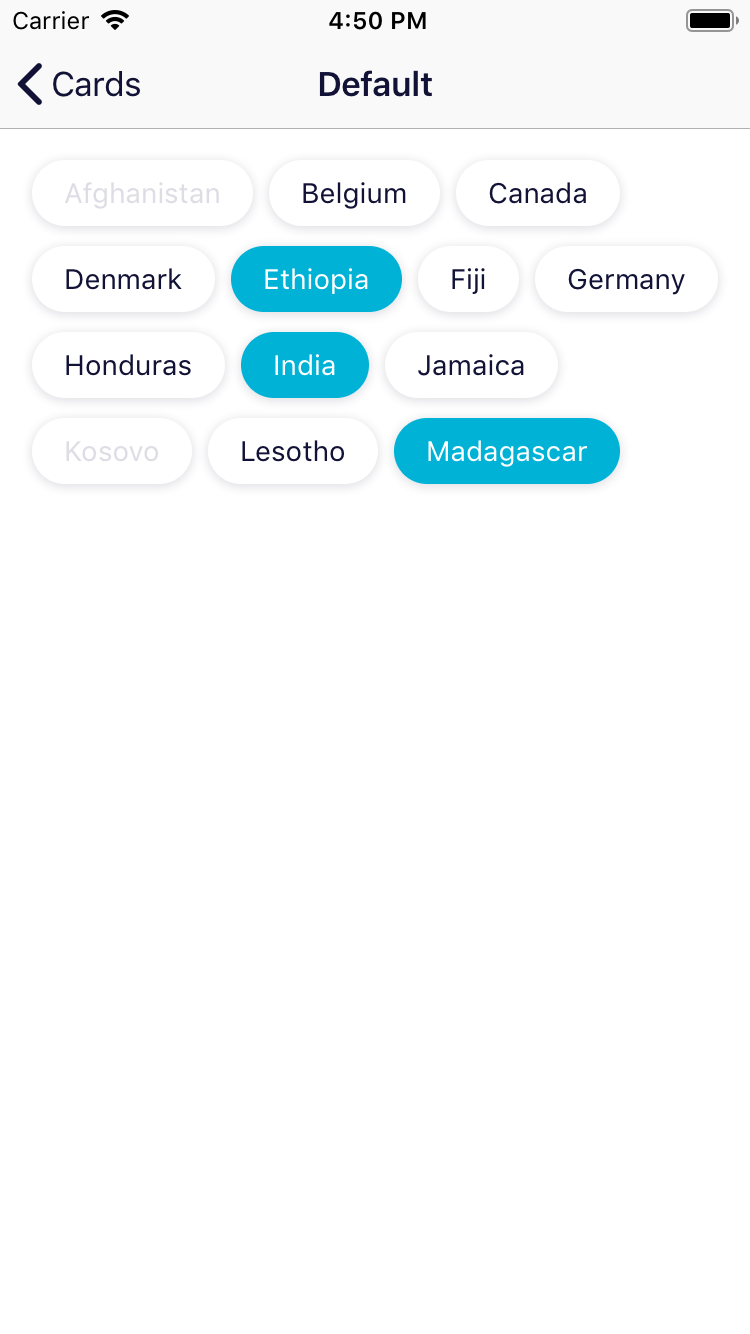 Carrier 4:50 PM
Cards Default
Afghanistan Belgium Canada
Denmark Ethiopia Fiji Germany
Honduras India Jamaica
Kosovo Lesotho Madagascar